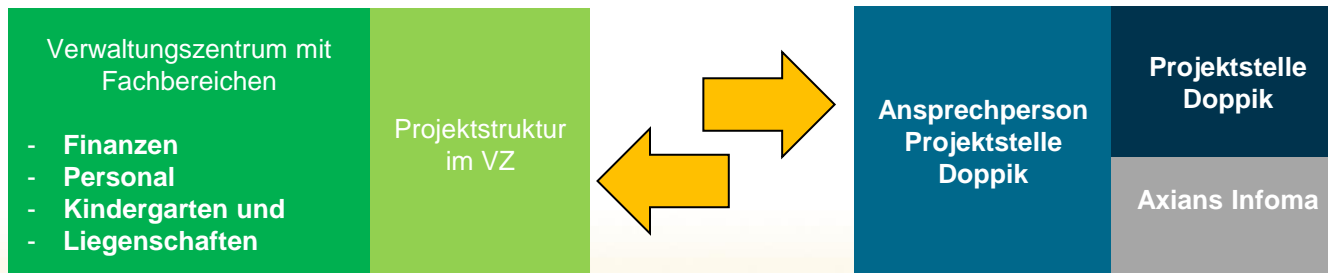 Verwaltungszentrum mit
Fachbereichen
- Finanzen
- Personal
- Kindergarten und
- Liegenschaften
Projektstruktur
im VZ
Ansprechperson
Projektstelle
Doppik
Projektstelle
Doppik
Axians Infoma